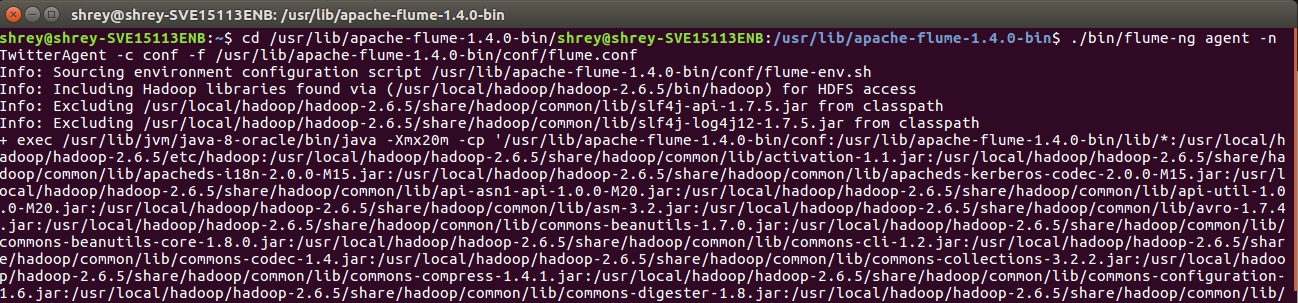 shrey@shrey-SVE15113ENB: /usr/lib/apache-flume-1.4.0-bin
shrey@shrey-SVE15113ENB:~$ cd /usr/lib/apache-flume-1.4.0-bin/shrey@shrey-SVE15113ENB:/usr/lib/apache-flume-1.4.0-bin$ ./bin/flume-ng agent -n
TwitterAgent -c conf -f /usr/lib/apache-flume-1.4.0-bin/conf/flume.conf
Info: Sourcing environment configuration script /usr/lib/apache-flume-1.4.0-bin/conf/flume-env.sh
Info: Including Hadoop libraries found via (/usr/local/hadoop/hadoop-2.6.5/bin/hadoop) for HDFS access
Info: Excluding /usr/local/hadoop/hadoop-2.6.5/share/hadoop/common/lib/slf4j-api-1.7.5.jar from classpath
Info: Excluding /usr/local/hadoop/hadoop-2.6.5/share/hadoop/common/lib/slf4j-log4j12-1.7.5.jar from classpath
+ exec /usr/lib/jvm/java-8-oracle/bin/java -Xmx20m -cp '/usr/lib/apache-flume-1.4.0-bin/conf:/usr/lib/apache-flume-1.4.0-bin/lib/*:/usr/local/h
adoop/hadoop-2.6.5/etc/hadoop:/usr/local/hadoop/hadoop-2.6.5/share/hadoop/common/lib/activation-1.1.jar:/usr/local/hadoop/hadoop-2.6.5/share/ha
doop/common/lib/apacheds-i18n-2.0.0-M15.jar:/usr/local/hadoop/hadoop-2.6.5/share/hadoop/common/lib/apacheds-kerberos-codec-2.0.0-M15.jar:/usr/l
ocal/hadoop/hadoop-2.6.5/share/hadoop/common/lib/api-asn1-api-1.0.0-M20.jar:/usr/local/hadoop/hadoop-2.6.5/share/hadoop/common/lib/api-util-1.0
.0-M20.jar:/usr/local/hadoop/hadoop-2.6.5/share/hadoop/common/lib/asm-3.2.jar:/usr/local/hadoop/hadoop-2.6.5/share/hadoop/common/lib/avro-1.7.4
.jar:/usr/local/hadoop/hadoop-2.6.5/share/hadoop/common/lib/commons-beanutils-1.7.0.jar:/usr/local/hadoop/hadoop-2.6.5/share/hadoop/common/lib/
commons-beanutils-core-1.8.0.jar:/usr/local/hadoop/hadoop-2.6.5/share/hadoop/common/lib/commons-cli-1.2.jar:/usr/local/hadoop/hadoop-2.6.5/shar
e/hadoop/common/lib/commons-codec-1.4.jar:/usr/local/hadoop/hadoop-2.6.5/share/hadoop/common/lib/commons-collections-3.2.2.jar:/usr/local/hadoo
p/hadoop-2.6.5/share/hadoop/common/lib/commons-compress-1.4.1.jar:/usr/local/hadoop/hadoop-2.6.5/share/hadoop/common/lib/commons-configuration-
1.6.jar:/usr/local/hadoop/hadoop-2.6.5/share/hadoop/common/lib/commons-digester-1.8.jar:/usr/local/hadoop/hadoop-2.6.5/share/hadoop/common/lib/